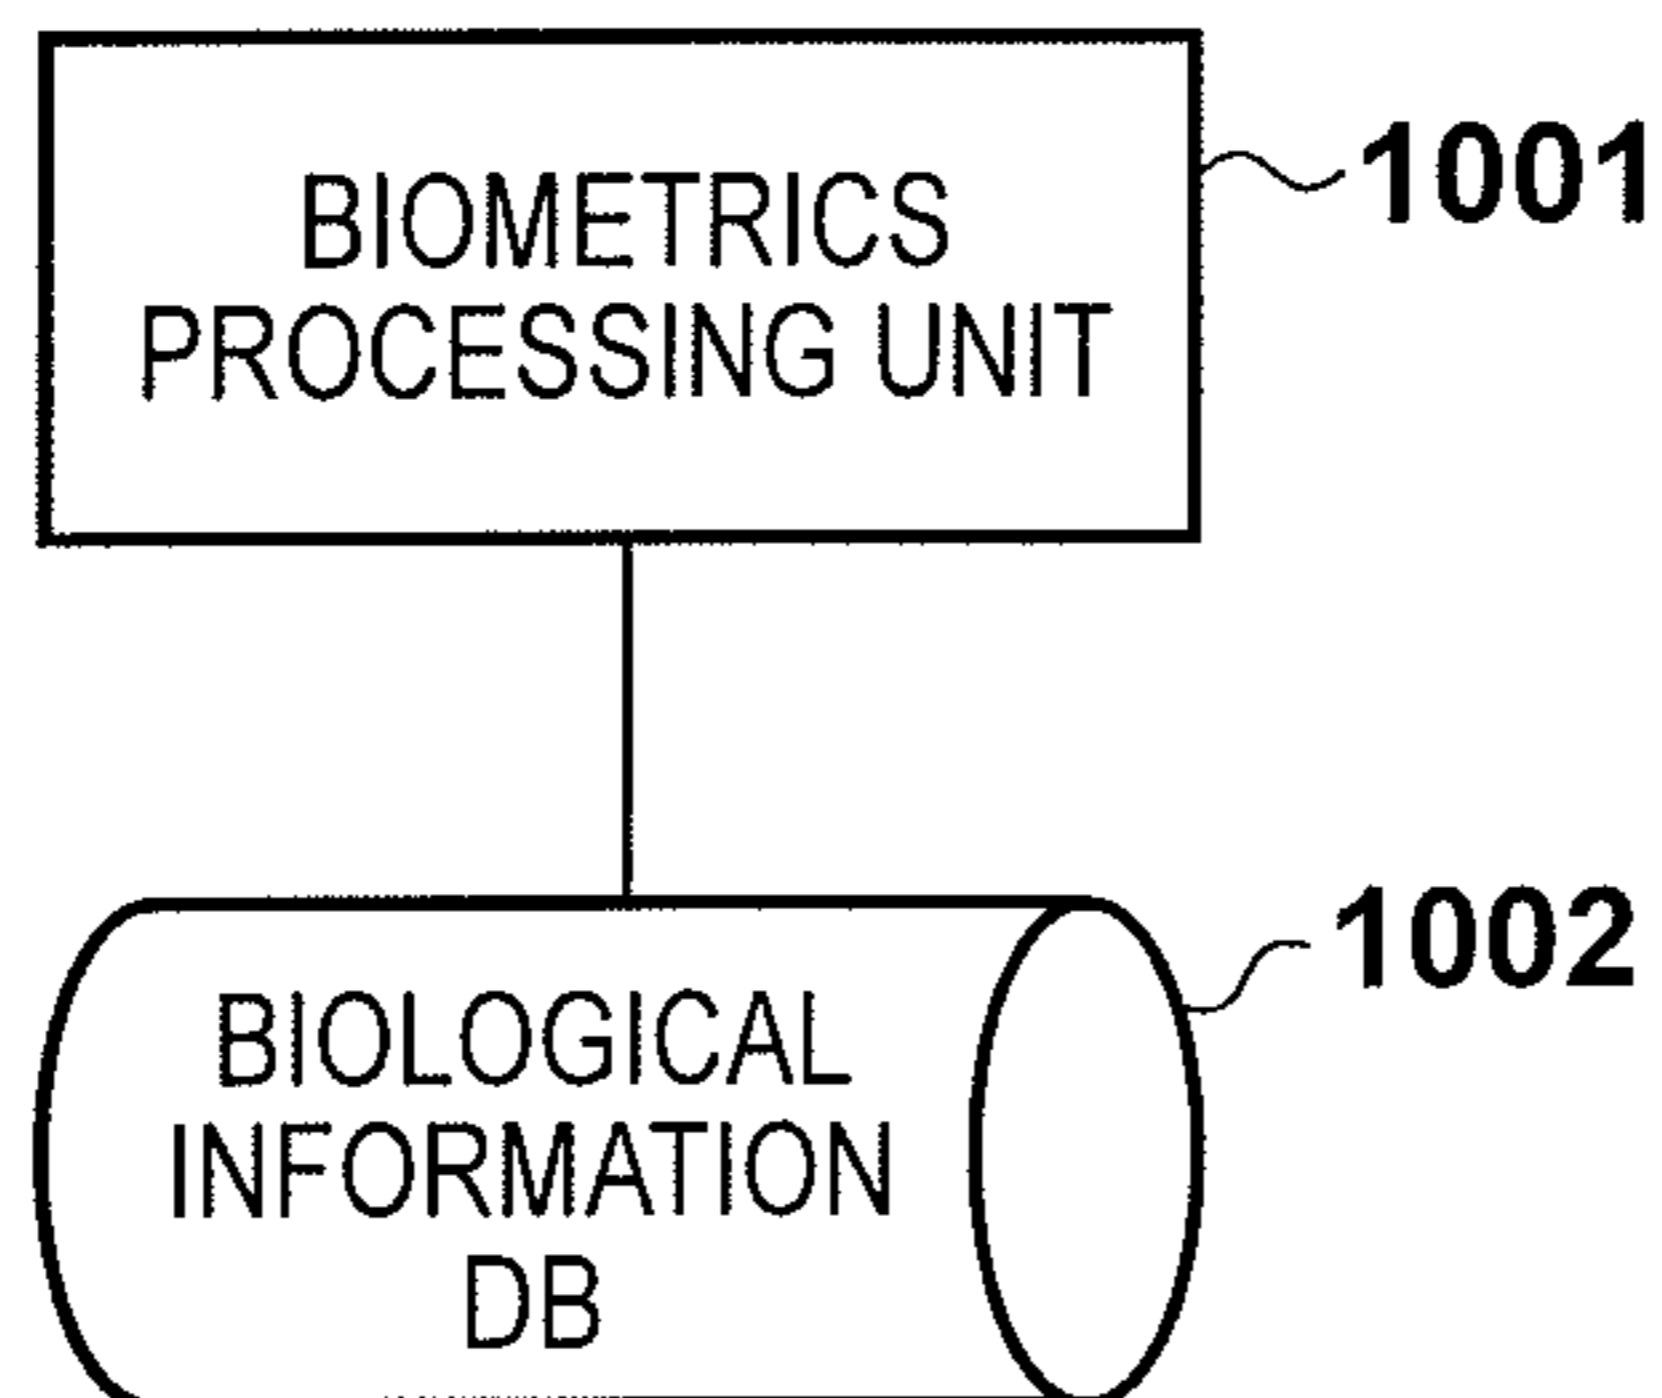 BIOMETRICS
PROCESSING UNIT
1001
BIOLOGICAL
INFORMATION
DB
1002